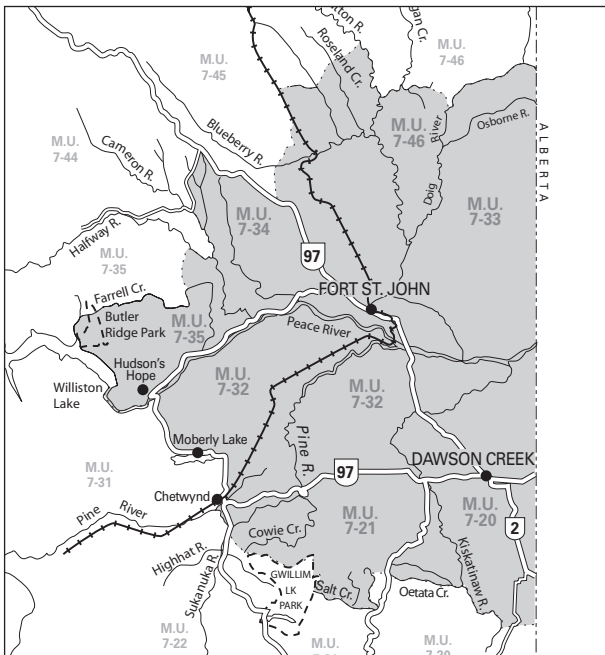 M.U.
7-45
Roseland Cr.
M.U.
7-46
M.U.
7-46
River
Doig
Osborne R.
ALBERTA
M.U.
7-44
Cameron R.
Blueberry R.
M.U.
7-34
M.U.
7-33
Halfway R.
M.U.
7-35
97
Farrell Cr.
Butler
Ridge Park
M.U.
7-35
FORT ST. JOHN
Peace River
Hudson's
Hope
Williston
Lake
M.U.
7-32
M.U.
7-32
Pine R.
Moberly Lake
M.U.
7-31
97
DAWSON CREEK
Chetwynd
Pine River
M.U.
7-21
M.U.
7-20
2
Cowie Cr.
Highhat R.
Sukanuka R.
GWILLIM
LK
PARK
Salt Cr.
Oetata Cr.
Kiskatinaw R.
M.U.
7-22
M.U.
M.U.